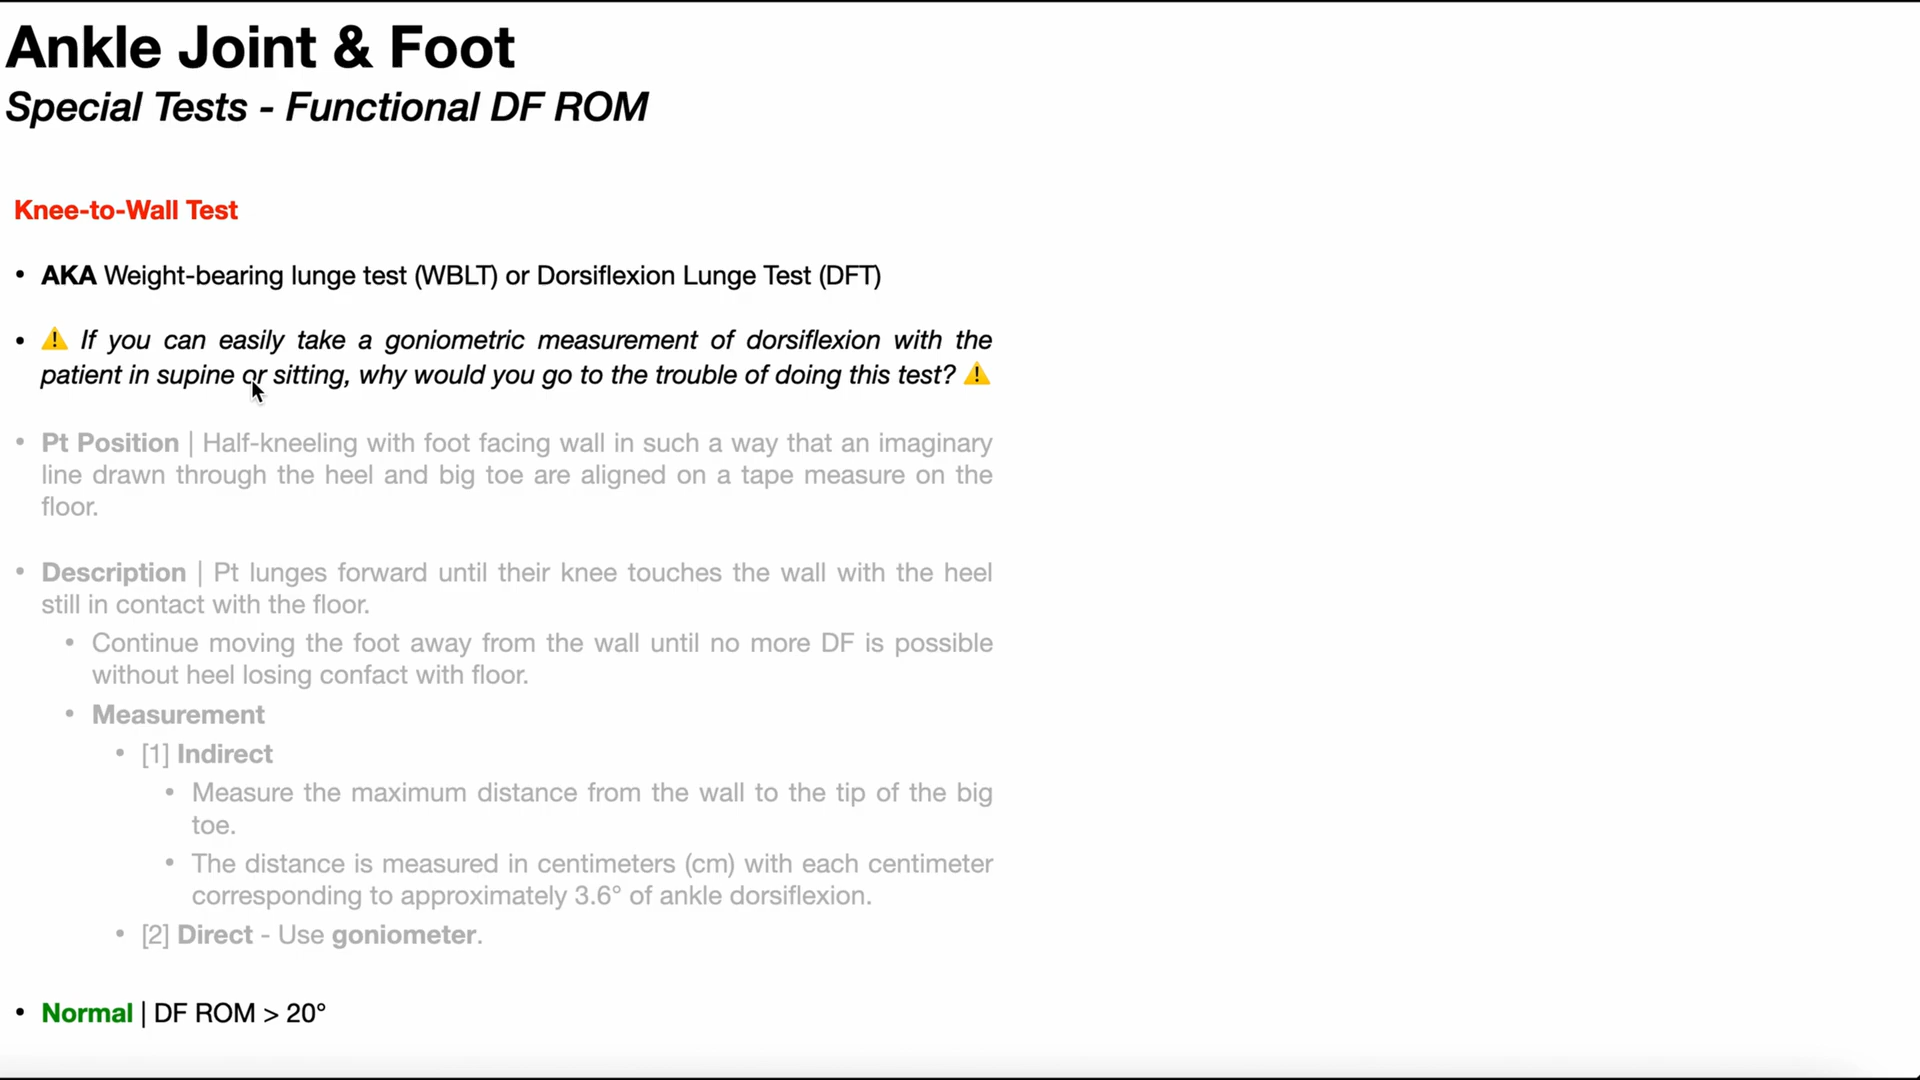 Ankle Joint & Foot
Special Tests - Functional DF ROM
Knee-to-Wall Test
• AKA Weight-bearing lunge test (WBLT) or Dorsiflexion Lunge Test (DFT)
• ⚠️ If you can easily take a goniometric measurement of dorsiflexion with the
patient in supine or sitting, why would you go to the trouble of doing this test? ⚠️
• Pt Position | Half-kneeling with foot facing wall in such a way that an imaginary
line drawn through the heel and big toe are aligned on a tape measure on the
floor.
• Description | Pt lunges forward until their knee touches the wall with the heel
still in contact with the floor.
• Continue moving the foot away from the wall until no more DF is possible
without heel losing confact with floor.
• Measurement
• [1] Indirect
• Measure the maximum distance from the wall to the tip of the big
toe.
• The distance is measured in centimeters (cm) with each centimeter
corresponding to approximately 3.6° of ankle dorsiflexion.
• [2] Direct - Use goniometer.
• Normal | DF ROM > 20°